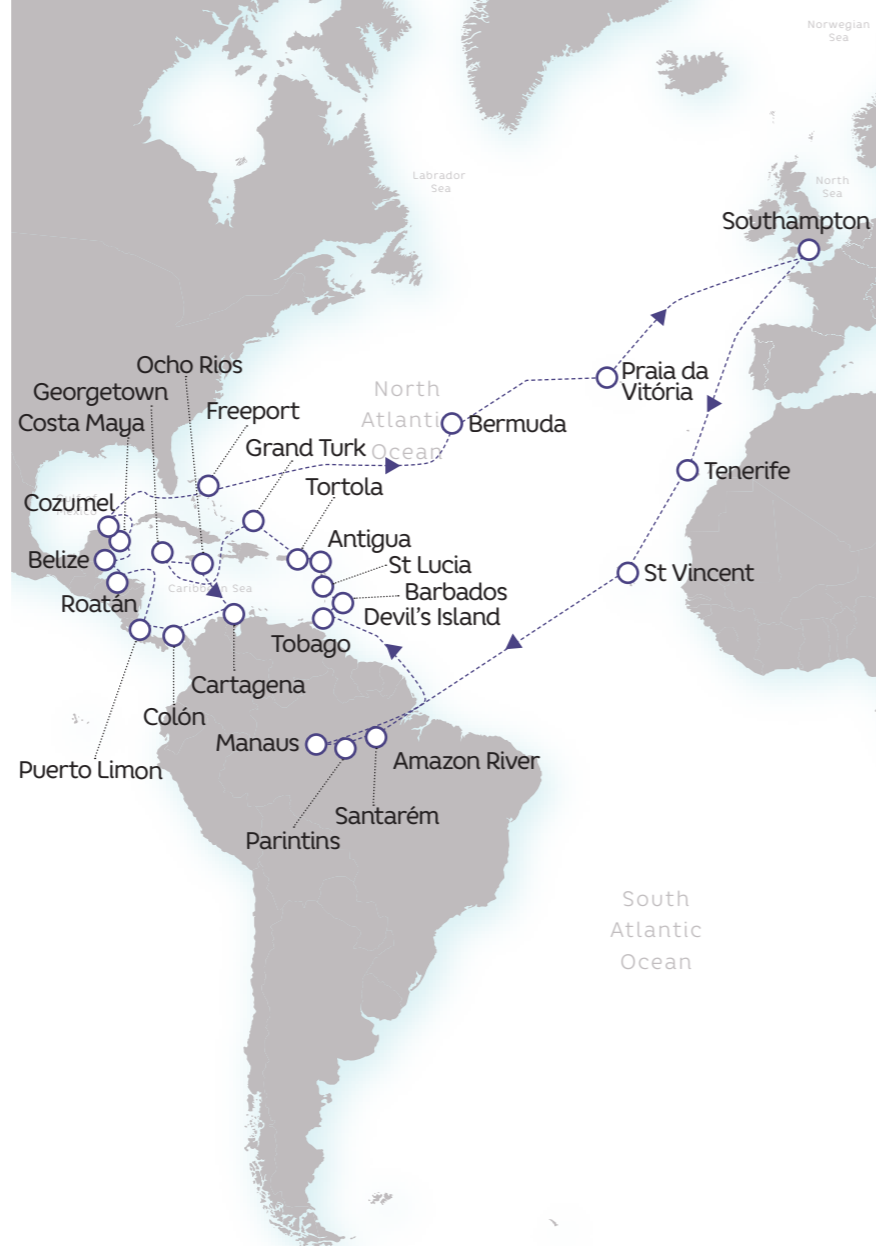 Norwegian
Sea
Labrador
Sea
North
Sea
Southampton
Ocho Rios
Georgetown
Costa Maya
Freeport
Grand Turk
Tortola
North
Atlantic
Ocean
Praia da
Vitória
Bermuda
Tenerife
Cozumel
Mexico
Antigua
Belize
St Lucia
St Vincent
Roatán
Caribbean Sea
Barbados
Devil's Island
Tobago
Cartagena
Colón
Manaus
Puerto Limon
Amazon River
Santarém
Parintins
South
Atlantic
Ocean